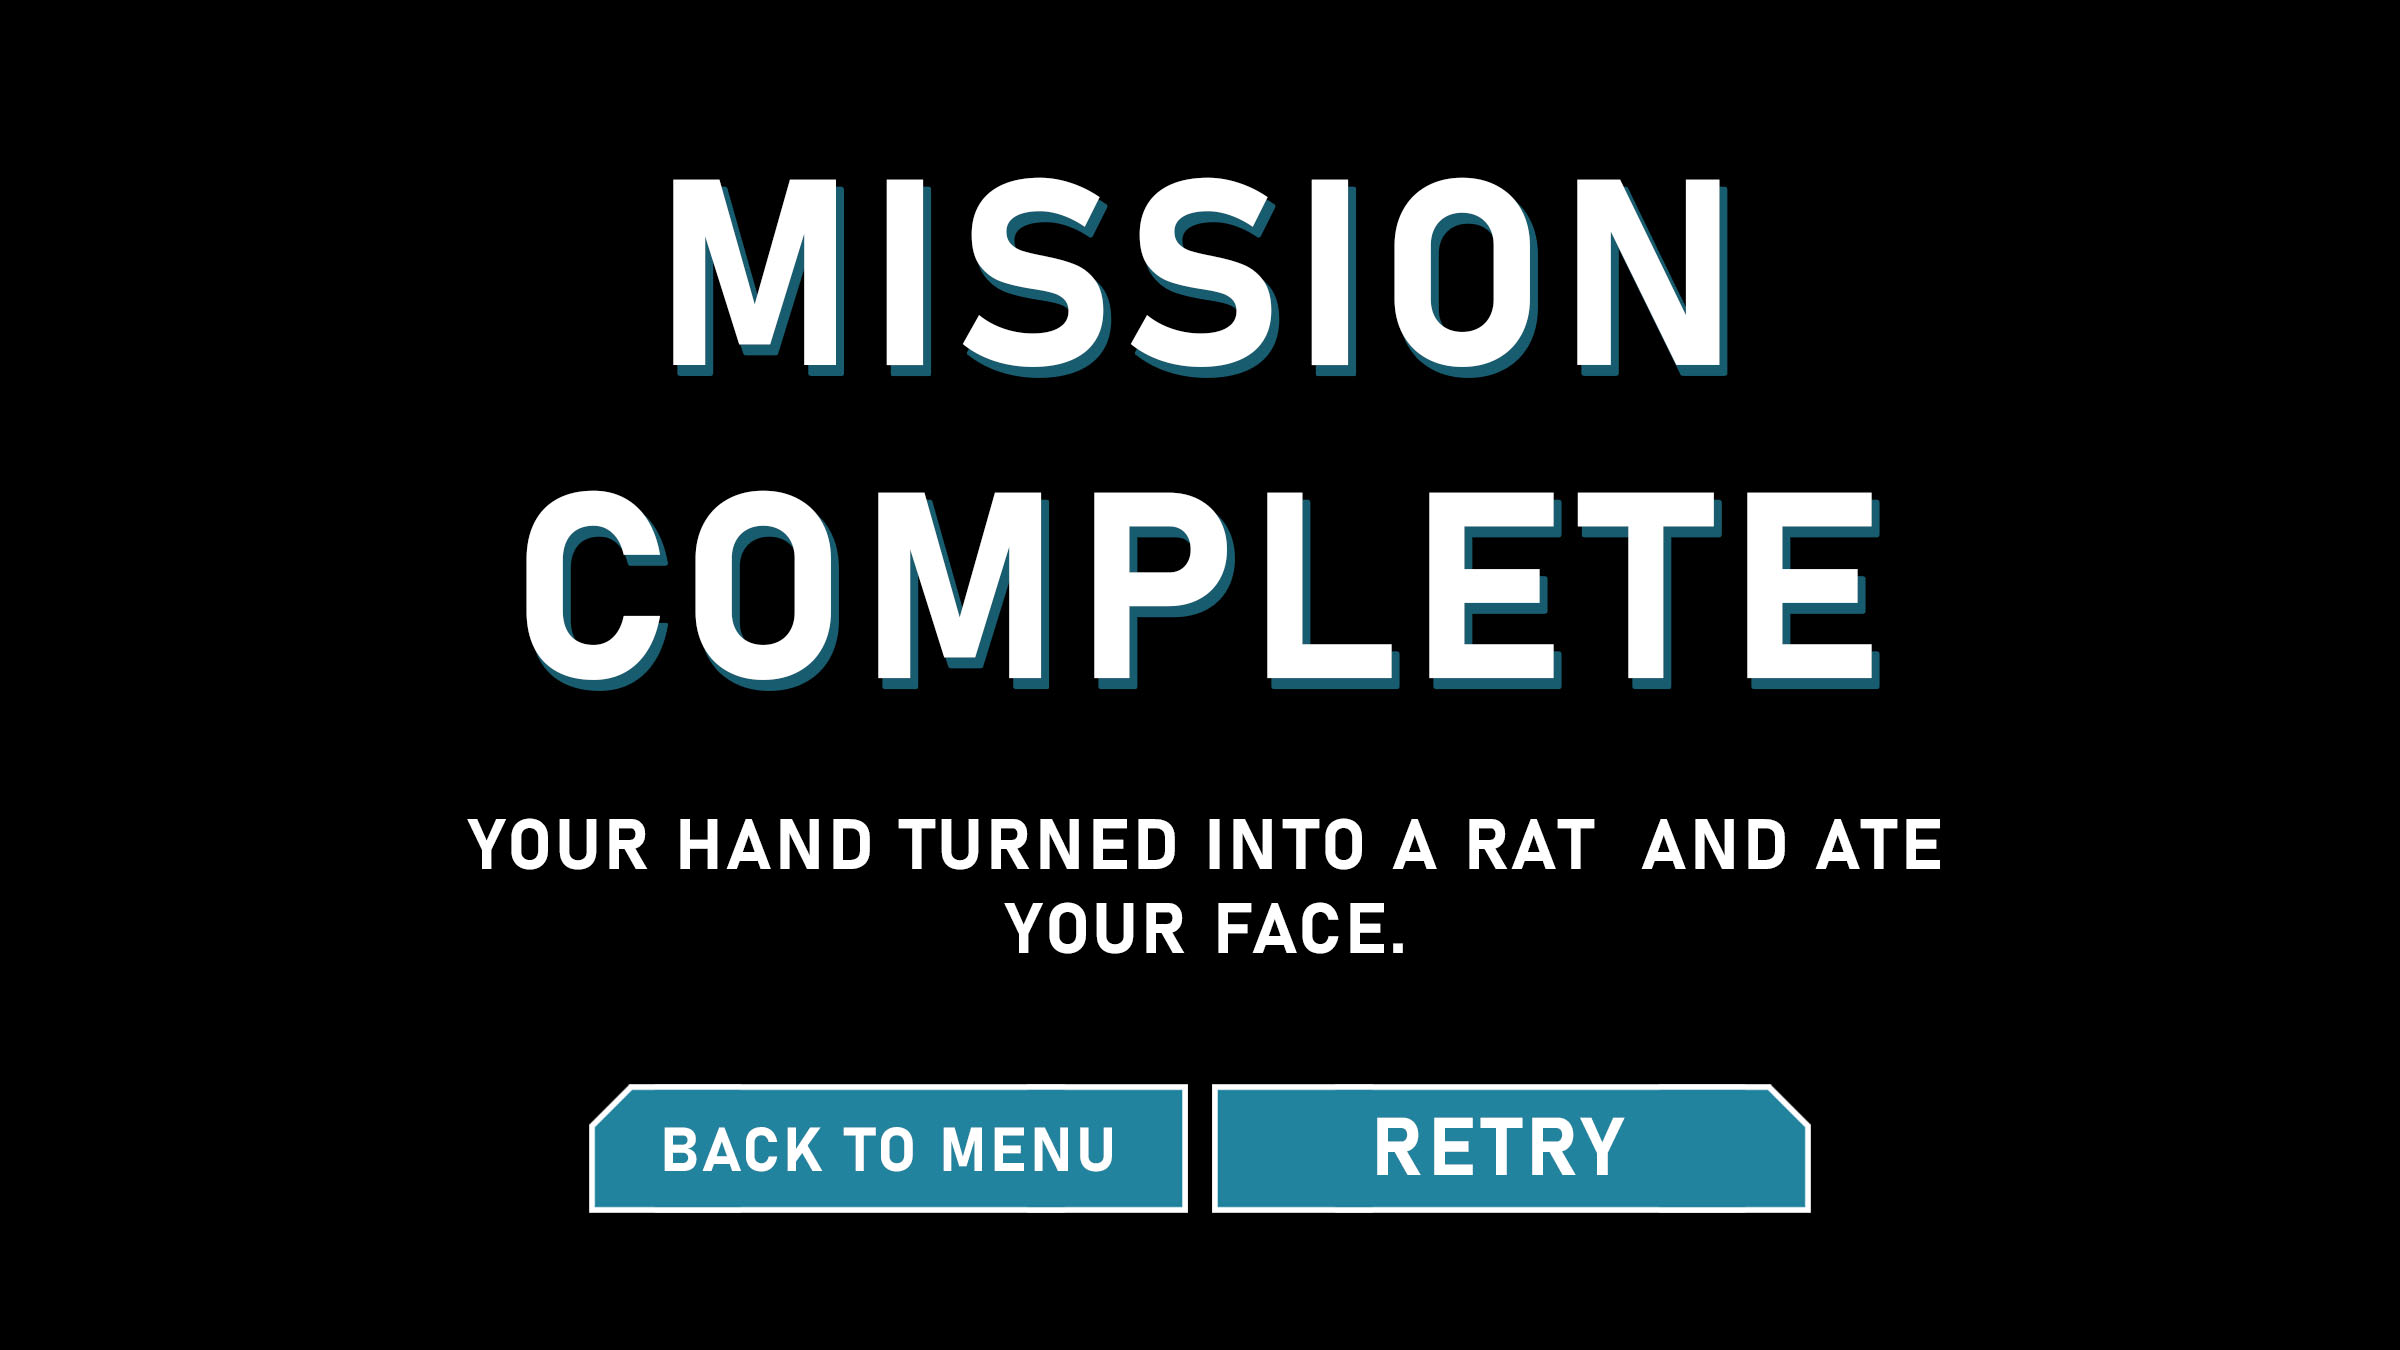 MISSION
COMPLETE
YOUR HAND TURNED INTO A RAT  AND ATE
YOUR FACE.
BACK TO MENU
RETRY